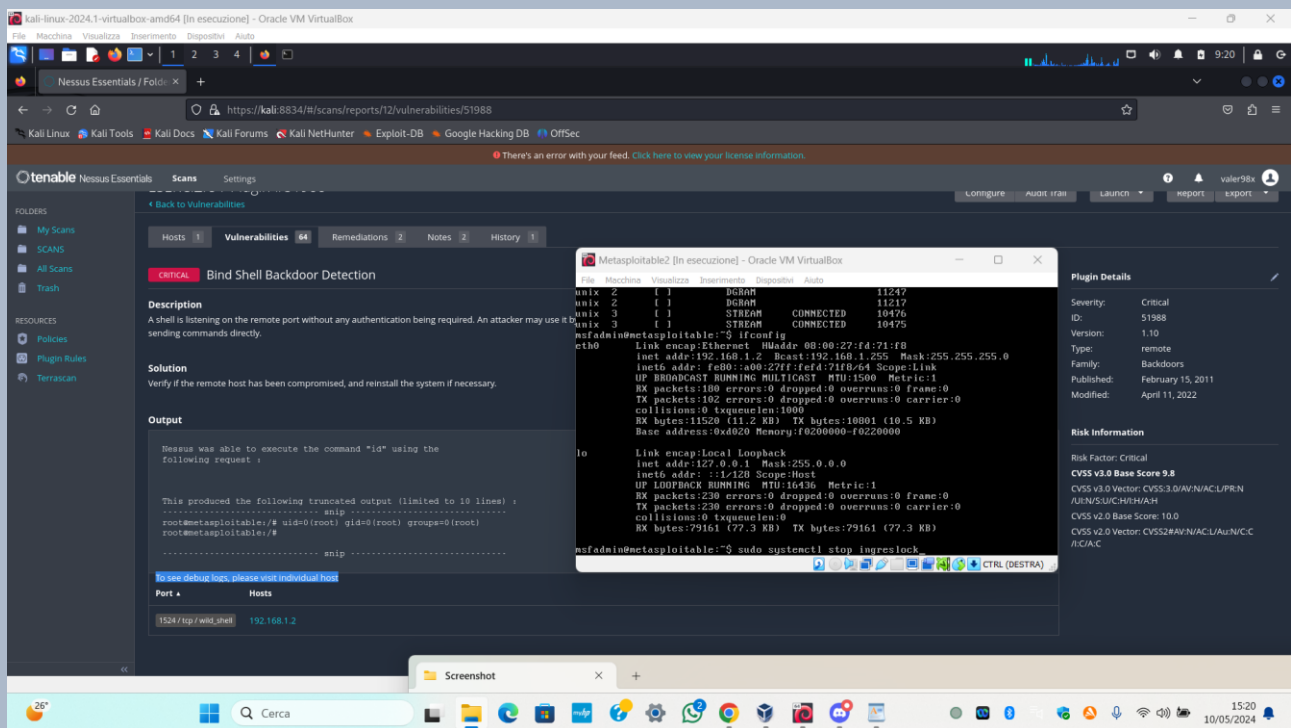 kali-linux-2024.1-virtualbox-amd64 [In esecuzione] - Oracle VM VirtualBox
File Macchina Visualizza Inserimento Dispositivi Aiuto
1 2 3 4
9:20
Nessus Essentials / Folde
https://kali:8834/#/scans/reports/12/vulnerabilities/51988
Kali Linux Kali Tools Kali Docs Kali Forums Kali NetHunter Exploit-DB Google Hacking DB OffSec
There's an error with your feed. Click here to view your license information.
tenable Nessus Essentials Scans Settings
valer98x
Configure Audit Trail Launch Report Export
FOLDERS
My Scans
SCANS
All Scans
Trash
RESOURCES
Policies
Plugin Rules
Terrascan
Back to Vulnerabilities
Hosts 1 Vulnerabilities 64 Remediations 2 Notes 2 History 1
CRITICAL Bind Shell Backdoor Detection
Description
A shell is listening on the remote port without any authentication being required. An attacker may use it b
sending commands directly.
Solution
Verify if the remote host has been compromised, and reinstall the system if necessary.
Output
Nessus was able to execute the command "id" using the
following request :
This produced the following truncated output (limited to 10 lines) :
------------------------------ snip ------------------------------
root@metasploitable:/# uid=0(root) gid=0(root) groups=0(root)
root@metasploitable:/#
------------------------------ snip ------------------------------
To see debug logs, please visit individual host
Port Hosts
1524 / tcp / wild_shell 192.168.1.2
Metasploitable2 [In esecuzione] - Oracle VM VirtualBox
File Macchina Visualizza Inserimento Dispositivi Aiuto
unix 2 [ ] DGRAM 11247
unix 2 [ ] DGRAM 11217
unix 3 [ ] STREAM CONNECTED 10476
unix 3 [ ] STREAM CONNECTED 10475
msfadmin@metasploitable:~$ ifconfig
eth0 Link encap:Ethernet HWaddr 08:00:27:fd:71:f8
inet addr:192.168.1.2 Bcast:192.168.1.255 Mask:255.255.255.0
inet6 addr: fe80::a00:27ff:fefd:71f8/64 Scope:Link
UP BROADCAST RUNNING MULTICAST MTU:1500 Metric:1
RX packets:180 errors:0 dropped:0 overruns:0 frame:0
TX packets:102 errors:0 dropped:0 overruns:0 carrier:0
collisions:0 txqueuelen:1000
RX bytes:11520 (11.2 KB) TX bytes:10801 (10.5 KB)
Base address:0xd020 Memory:f0200000-f0220000
lo Link encap:Local Loopback
inet addr:127.0.0.1 Mask:255.0.0.0
inet6 addr: ::1/128 Scope:Host
UP LOOPBACK RUNNING MTU:16436 Metric:1
RX packets:230 errors:0 dropped:0 overruns:0 frame:0
TX packets:230 errors:0 dropped:0 overruns:0 carrier:0
collisions:0 txqueuelen:0
RX bytes:79161 (77.3 KB) TX bytes:79161 (77.3 KB)
msfadmin@metasploitable:~$ sudo systemctl stop ingreslock_
CTRL (DESTRA)
Plugin Details
Severity: Critical
ID: 51988
Version: 1.10
Type: remote
Family: Backdoors
Published: February 15, 2011
Modified: April 11, 2022
Risk Information
Risk Factor: Critical
CVSS v3.0 Base Score 9.8
CVSS v3.0 Vector: CVSS:3.0/AV:N/AC:L/PR:N
/UI:N/S:U/C:H/I:H/A:H
CVSS v2.0 Base Score: 10.0
CVSS v2.0 Vector: CVSS2#AV:N/AC:L/Au:N/C:C
/I:C/A:C
Screenshot
26°
Cerca
15:20
10/05/2024